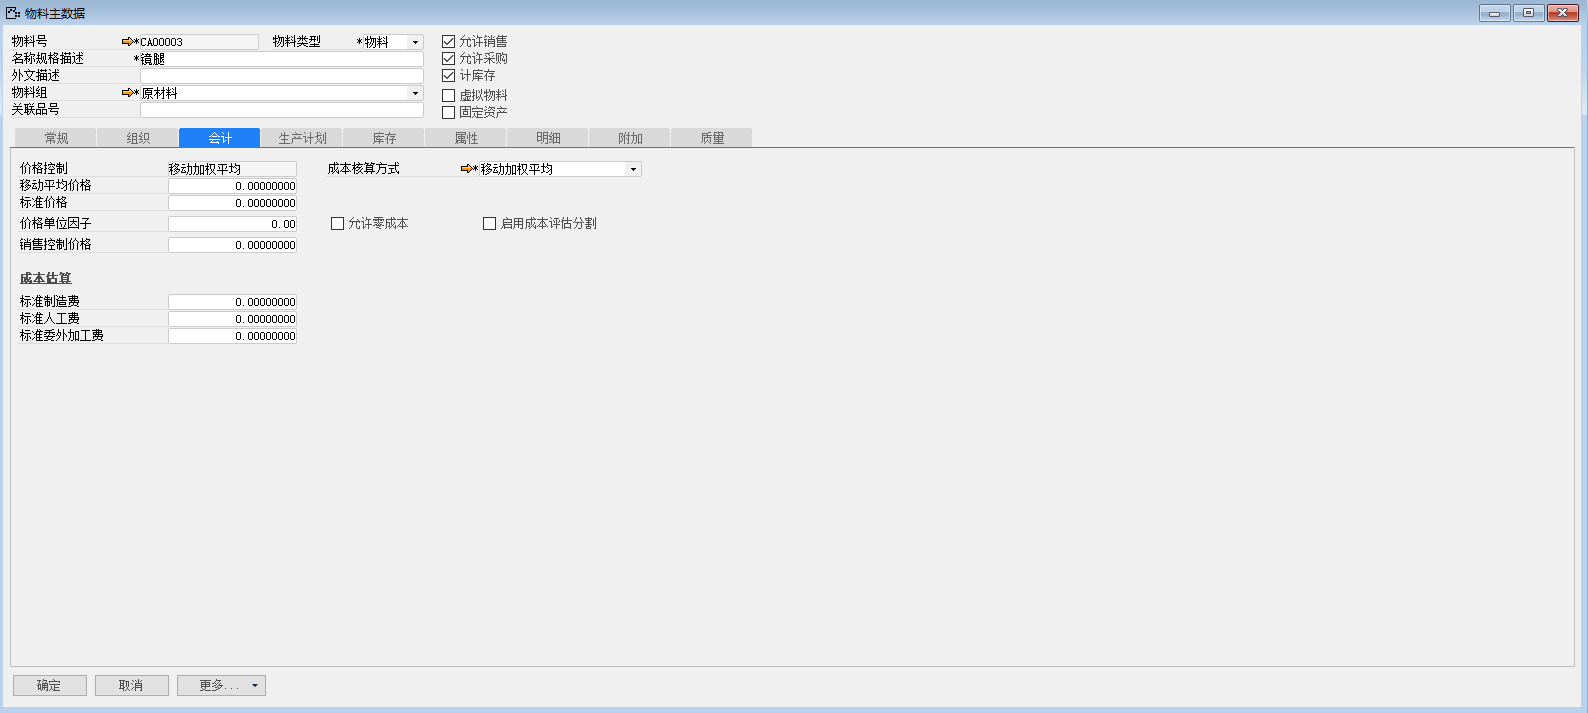 物料主数据
物料号 *CA00003 物料类型 *物料 允许销售
名称规格描述 *镜腿 允许采购
外文描述 计库存
物料组 *原材料 虚拟物料
关联品号 固定资产
常规 组织 会计 生产计划 库存 属性 明细 附加 质量
价格控制 移动加权平均 成本核算方式 *移动加权平均
移动平均价格 0.00000000
标准价格 0.00000000
价格单位因子 0.00 允许零成本 启用成本评估分割
销售控制价格 0.00000000
成本估算
标准制造费 0.00000000
标准人工费 0.00000000
标准委外加工费 0.00000000
确定 取消 更多...